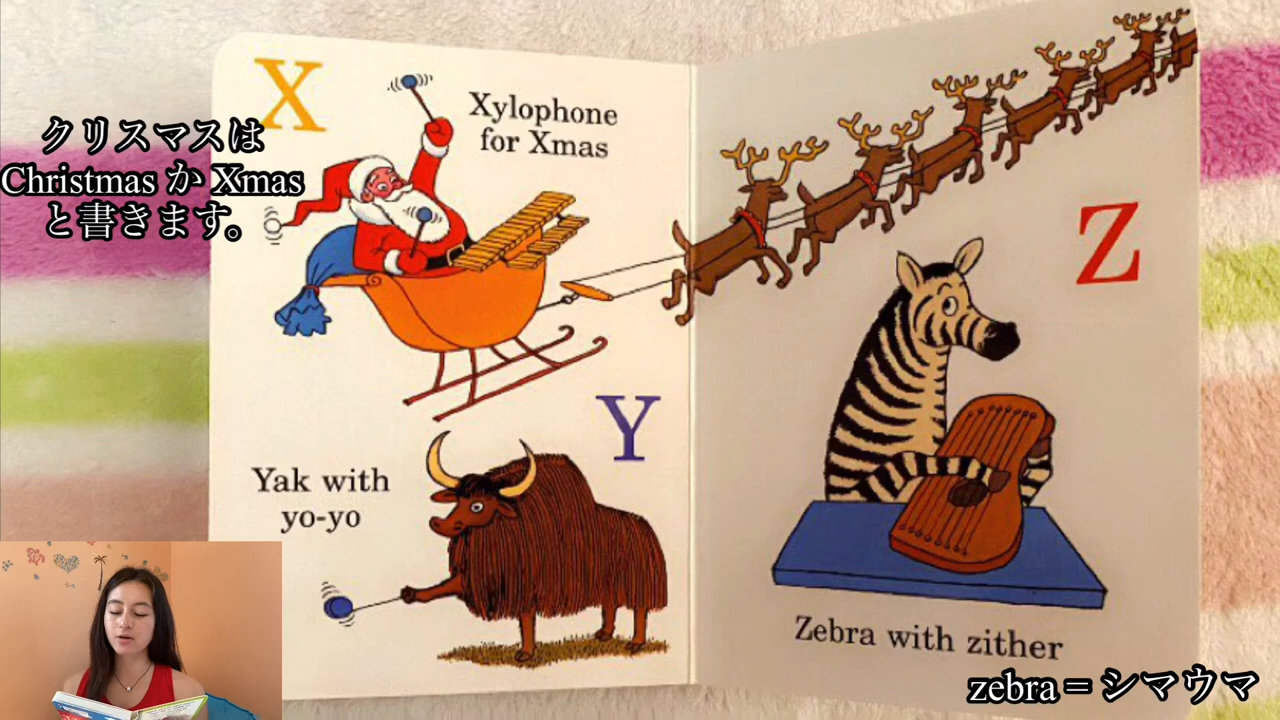 クリスマスは
Christmas か Xmas
と書きます。
X
Xylophone
for Xmas
Y
Yak with
yo-yo
Z
Zebra with zither
zebra = シマウマ